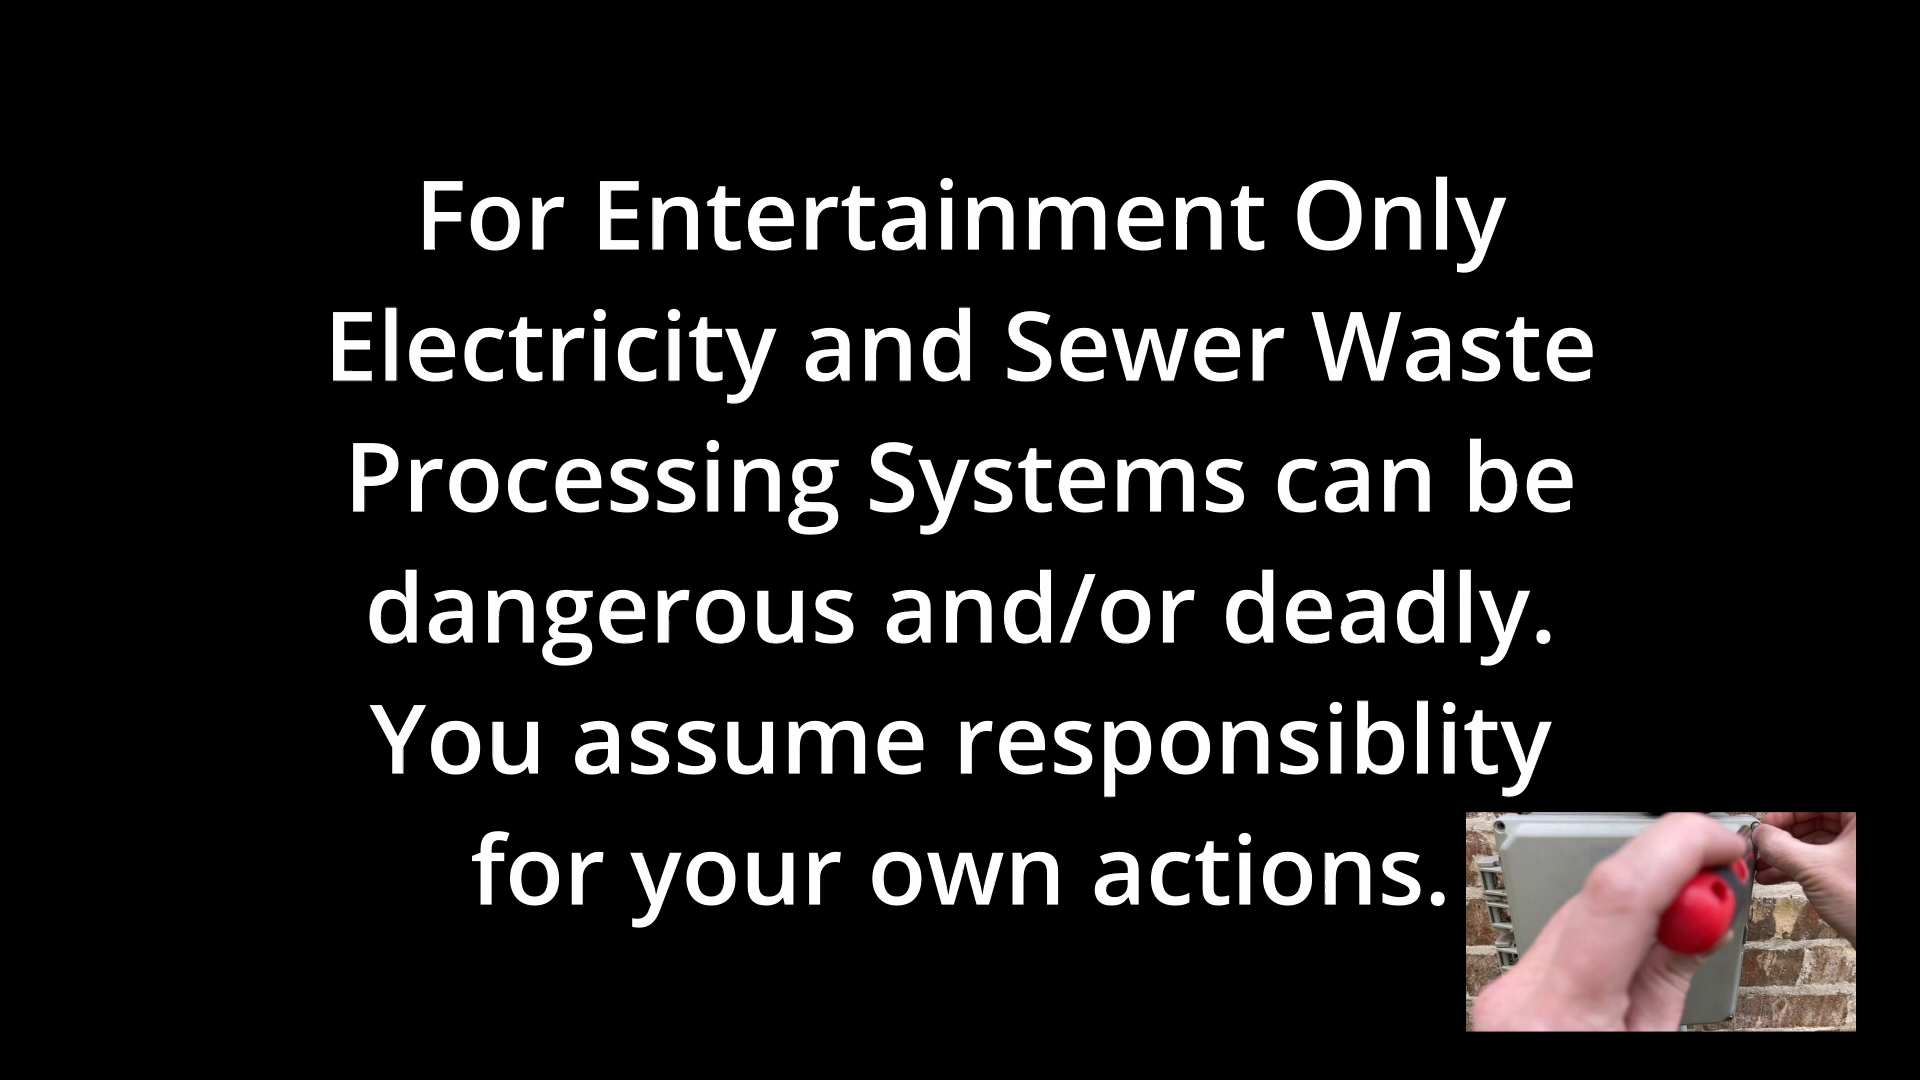 For Entertainment Only
Electricity and Sewer Waste
Processing Systems can be
dangerous and/or deadly.
You assume responsiblity
for your own actions.